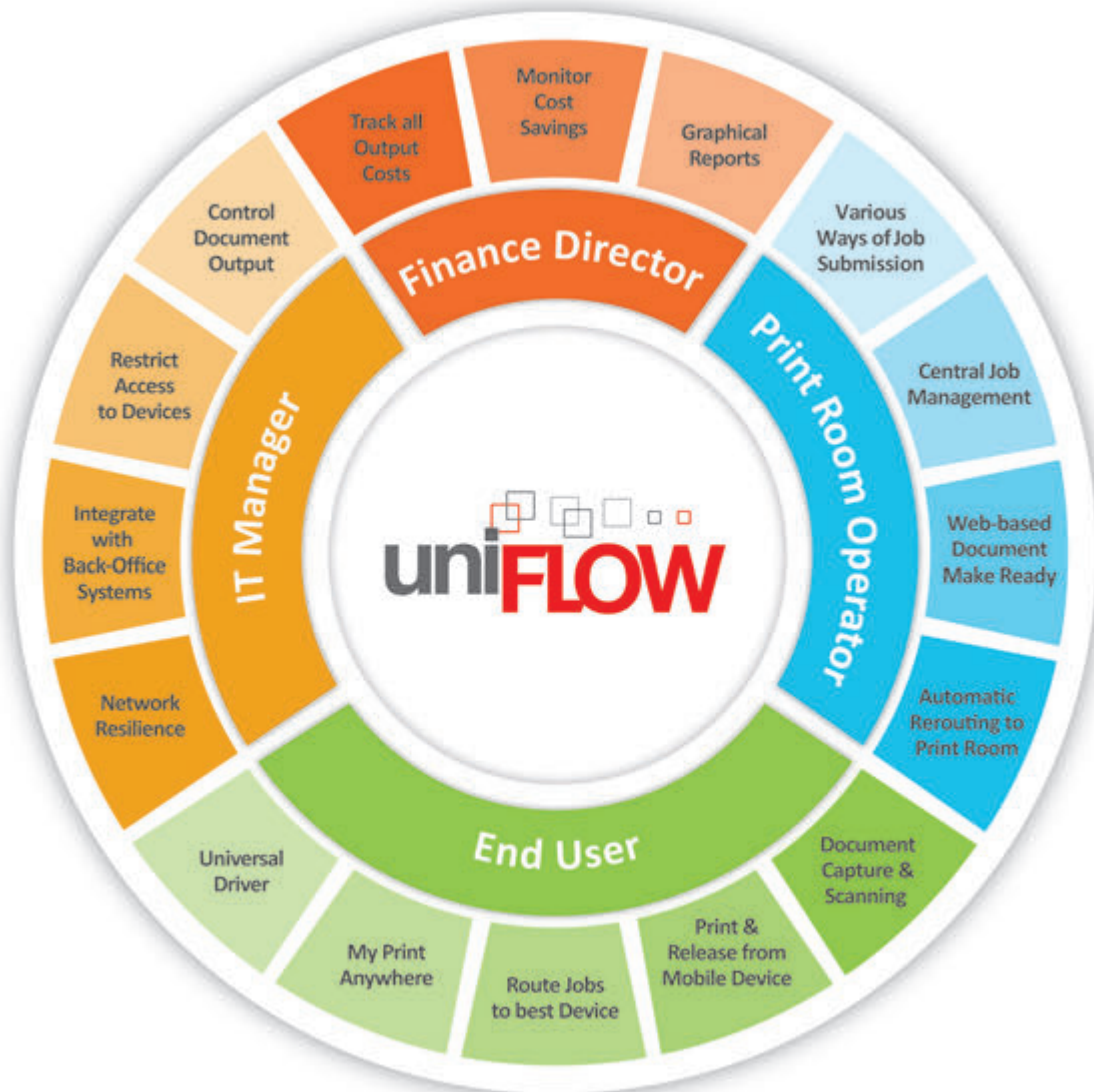 Finance Director
Track all
Output
Costs
Monitor
Cost
Savings
Graphical
Reports
Print Room Operator
Various
Ways of Job
Submission
Central Job
Management
Web-based
Document
Make Ready
Automatic
Rerouting to
Print Room
End User
Document
Capture &
Scanning
Print &
Release from
Mobile Device
Route Jobs
to best Device
My Print
Anywhere
Universal
Driver
IT Manager
Network
Resilience
Integrate
with
Back-Office
Systems
Restrict
Access
to Devices
Control
Document
Output
uniFLOW